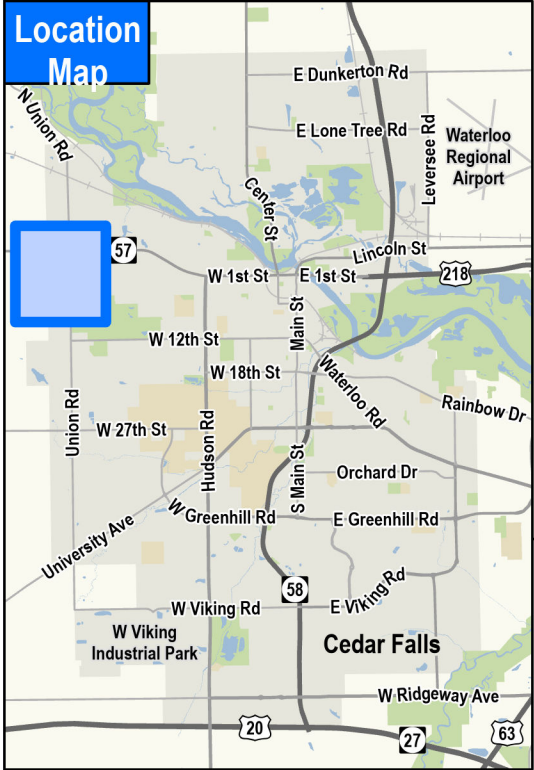 Location
Map
E Dunkerton Rd
N Union Rd
E Lone Tree Rd
Leversee Rd
Waterloo
Regional
Airport
Center St
57
Lincoln St
W 1st St
E 1st St
218
Main St
W 12th St
W 18th St
Waterloo Rd
Rainbow Dr
Union Rd
W 27th St
Hudson Rd
S Main St
Orchard Dr
W Greenhill Rd
E Greenhill Rd
University Ave
58
W Viking Rd
E Viking Rd
W Viking
Industrial Park
Cedar Falls
W Ridgeway Ave
20
27
63